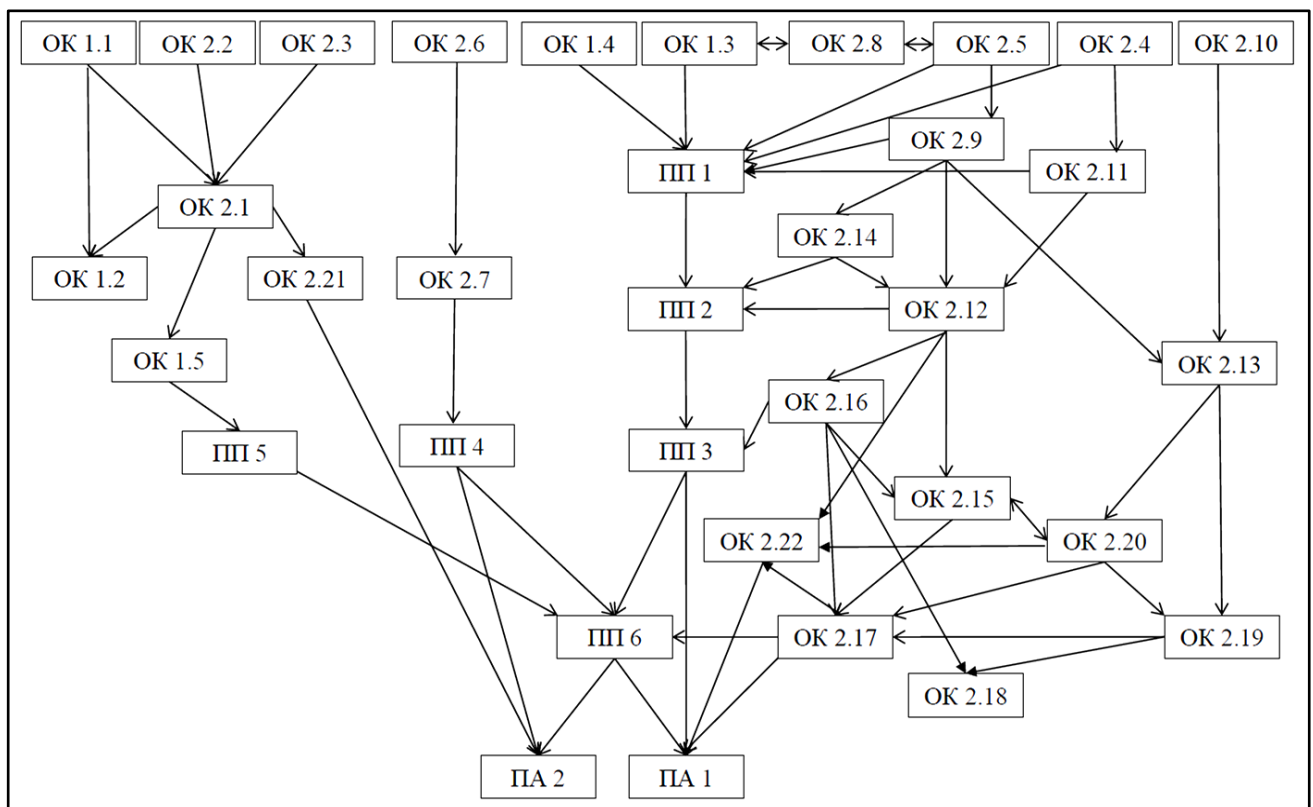 ОК 1.1
ОК 2.2
ОК 2.3
ОК 2.6
ОК 1.4
ОК 1.3
ОК 2.8
ОК 2.5
ОК 2.4
ОК 2.10
ОК 2.9
ПП 1
ОК 2.11
ОК 2.1
ОК 2.14
ОК 1.2
ОК 2.21
ОК 2.7
ПП 2
ОК 2.12
ОК 1.5
ОК 2.13
ОК 2.16
ПП 5
ПП 4
ПП 3
ОК 2.15
ОК 2.22
ОК 2.20
ПП 6
ОК 2.17
ОК 2.19
ОК 2.18
ПА 2
ПА 1